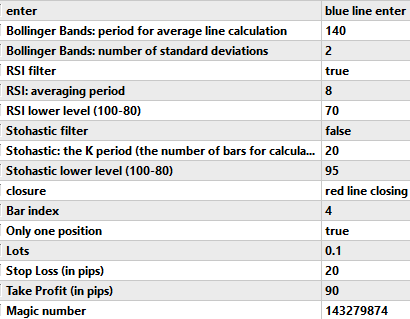 enter blue line enter
Bollinger Bands: period for average line calculation 140
Bollinger Bands: number of standard deviations 2
RSI filter true
RSI: averaging period 8
RSI lower level (100-80) 70
Stohastic filter false
Stohastic: the K period (the number of bars for calcula... 20
Stohastic lower level (100-80) 95
closure red line closing
Bar index 4
Only one position true
Lots 0.1
Stop Loss (in pips) 20
Take Profit (in pips) 90
Magic number 143279874